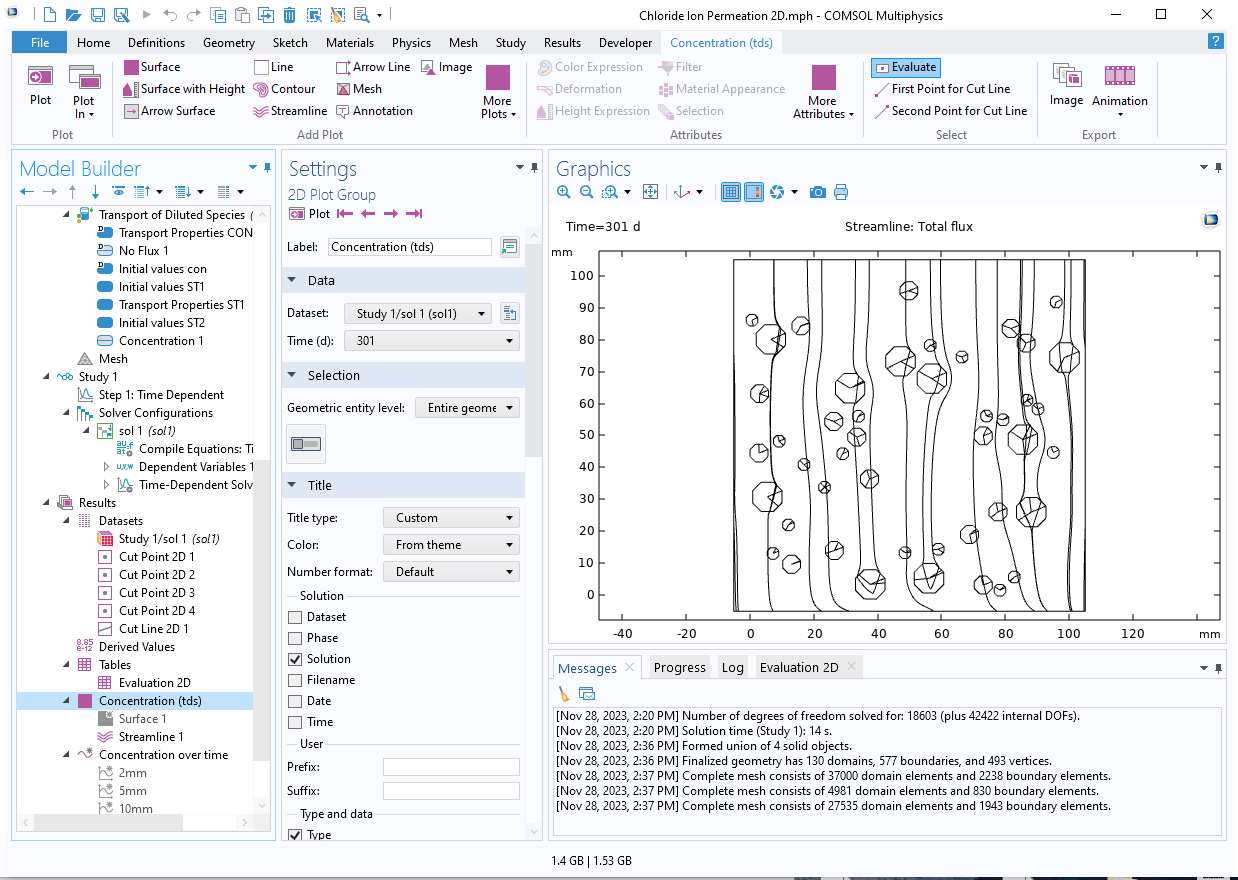 Chloride Ion Permeation 2D.mph - COMSOL Multiphysics
File Home Definitions Geometry Sketch Materials Physics Mesh Study Results Developer Concentration (tds) ?
Plot
Plot In
Plot
Surface
Surface with Height
Arrow Surface
Line
Contour
Streamline
Arrow Line
Mesh
Annotation
Image
More Plots
Add Plot
Color Expression
Deformation
Height Expression
Filter
Material Appearance
Selection
More Attributes
Attributes
Evaluate
First Point for Cut Line
Second Point for Cut Line
Select
Image
Animation
Export
Model Builder
Transport of Diluted Species (
Transport Properties CON
No Flux 1
Initial values con
Initial values ST1
Transport Properties ST1
Initial values ST2
Concentration 1
Mesh
Study 1
Step 1: Time Dependent
Solver Configurations
sol 1 (sol1)
Compile Equations: Ti
Dependent Variables 1
Time-Dependent Solv
Results
Datasets
Study 1/sol 1 (sol1)
Cut Point 2D 1
Cut Point 2D 2
Cut Point 2D 3
Cut Point 2D 4
Cut Line 2D 1
8.85 e-12 Derived Values
Tables
Evaluation 2D
Concentration (tds)
Surface 1
Streamline 1
Concentration over time
2mm
5mm
10mm
Settings
2D Plot Group
Plot
Label: Concentration (tds)
Data
Dataset: Study 1/sol 1 (sol1)
Time (d): 301
Selection
Geometric entity level: Entire geome
Title
Title type: Custom
Color: From theme
Number format: Default
Solution
Dataset
Phase
Solution
Filename
Date
Time
User
Prefix:
Suffix:
Type and data
Type
Graphics
Time=301 d Streamline: Total flux
mm
100
90
80
70
60
50
40
30
20
10
0
-40 -20 0 20 40 60 80 100 120 mm
Messages Progress Log Evaluation 2D
[Nov 28, 2023, 2:20 PM] Number of degrees of freedom solved for: 18603 (plus 42422 internal DOFs).
[Nov 28, 2023, 2:20 PM] Solution time (Study 1): 14 s.
[Nov 28, 2023, 2:36 PM] Formed union of 4 solid objects.
[Nov 28, 2023, 2:36 PM] Finalized geometry has 130 domains, 577 boundaries, and 493 vertices.
[Nov 28, 2023, 2:37 PM] Complete mesh consists of 37000 domain elements and 2238 boundary elements.
[Nov 28, 2023, 2:37 PM] Complete mesh consists of 4981 domain elements and 830 boundary elements.
[Nov 28, 2023, 2:37 PM] Complete mesh consists of 27535 domain elements and 1943 boundary elements.
1.4 GB | 1.53 GB